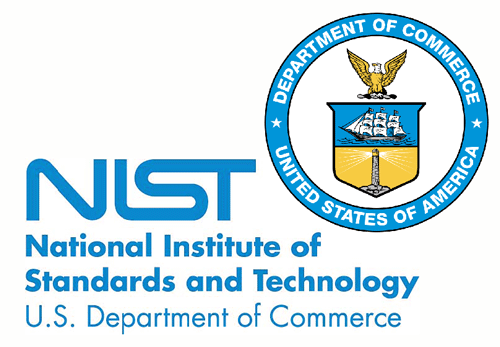 DEPARTMENT OF COMMERCE
UNITED STATES OF AMERICA
NIST
National Institute of
Standards and Technology
U.S. Department of Commerce